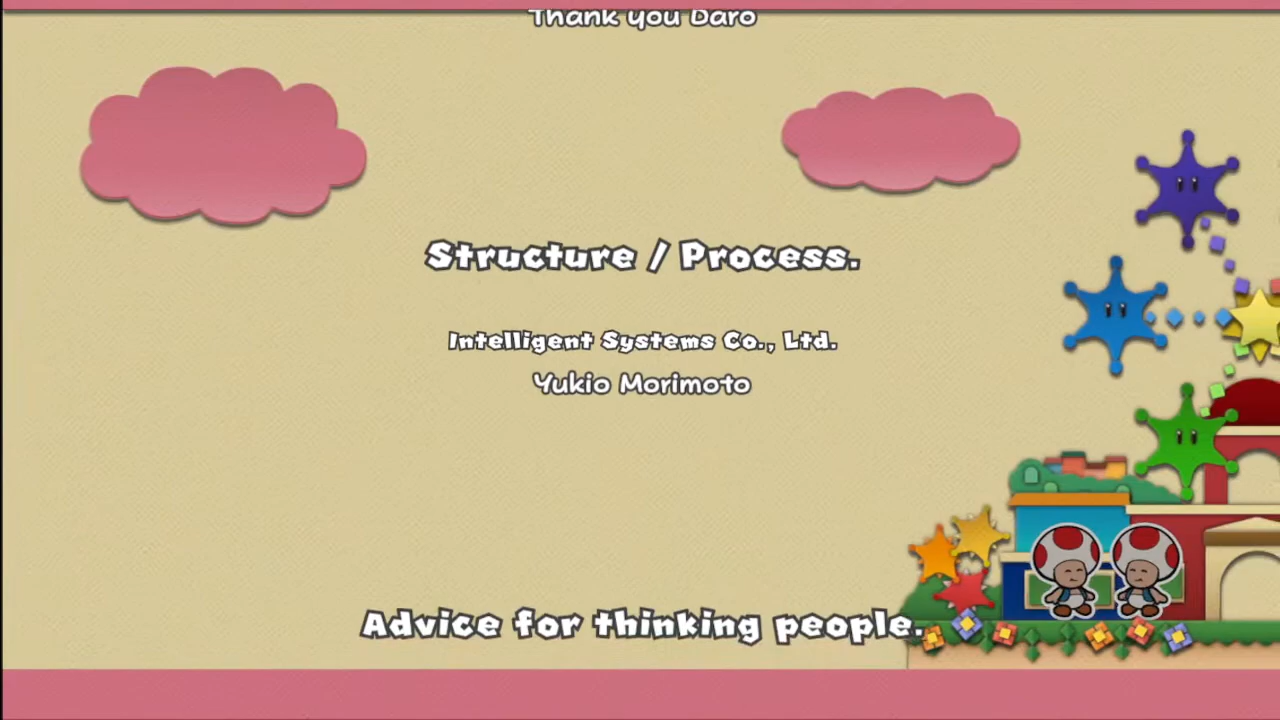 Thank you Daro
Structure / Process.
Intelligent Systems Co., Ltd.
Yukio Morimoto
Advice for thinking people.